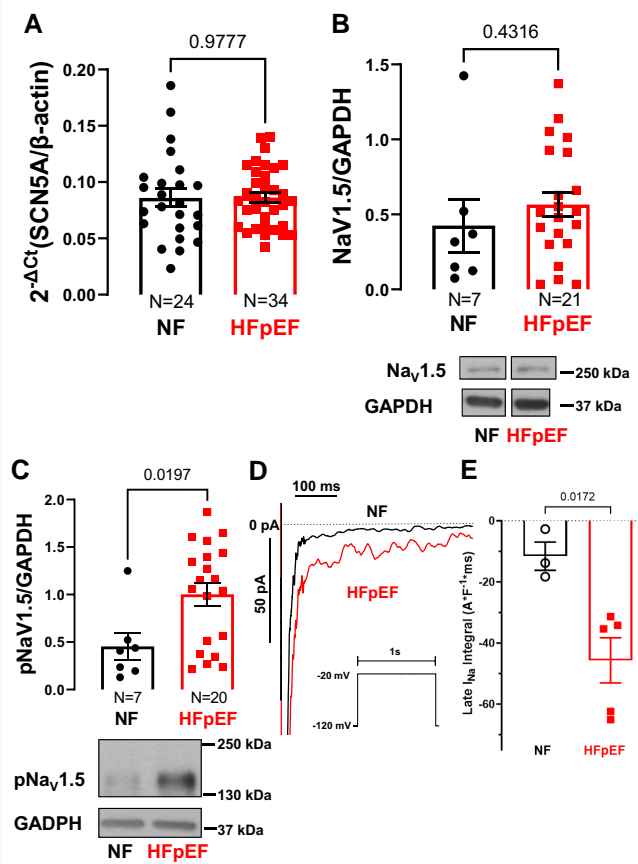 A
0.9777
2^-ΔCt(SCN5A/β-actin)
0.20
0.15
0.10
0.05
0.00
N=24
N=34
NF
HFpEF
B
0.4316
NaV1.5/GAPDH
1.5
1.0
0.5
0.0
N=7
N=21
NF
HFpEF
Na_V1.5
250 kDa
GAPDH
37 kDa
NF HFpEF
C
0.0197
pNaV1.5/GAPDH
2.0
1.5
1.0
0.5
0.0
N=7
N=20
NF
HFpEF
250 kDa
pNa_V1.5
130 kDa
GADPH
37 kDa
NF HFpEF
D
100 ms
NF
0 pA
50 pA
HFpEF
1s
-20 mV
-120 mV
E
0.0172
Late I_Na Integral (A*F^-1*ms)
0
-20
-40
-60
NF
HFpEF